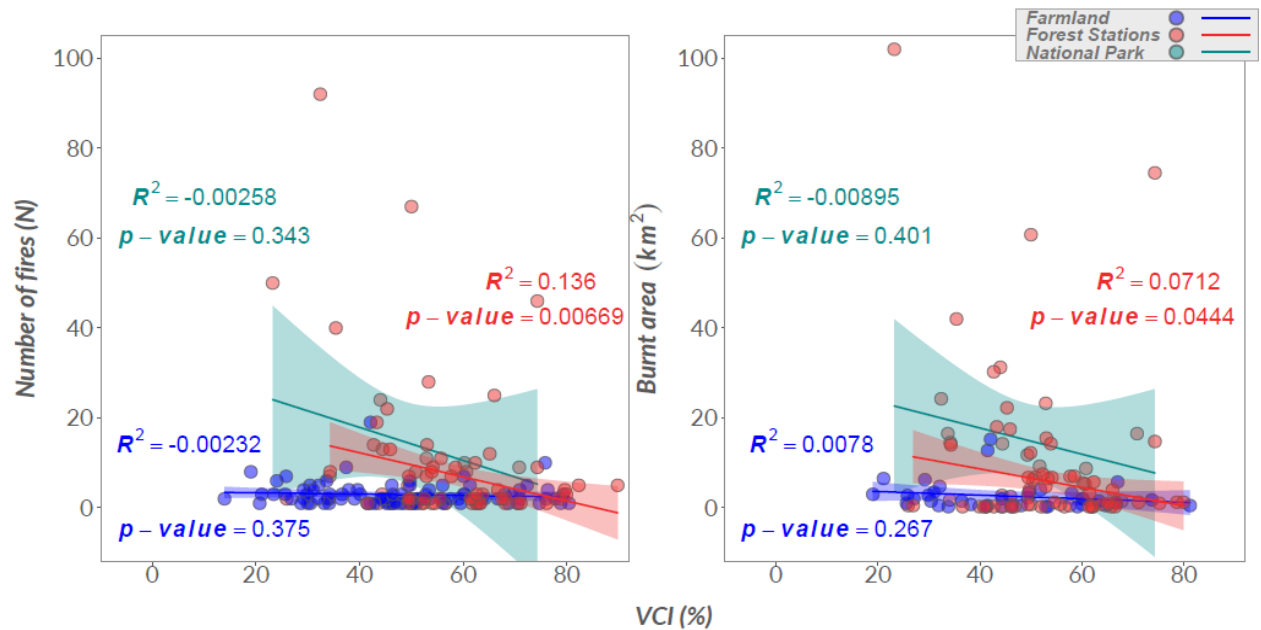 Farmland
Forest Stations
National Park
Number of fires (N)
100
80
60
40
20
0
R² = -0.00258
p – value = 0.343
R² = 0.136
p – value = 0.00669
R² = -0.00232
p – value = 0.375
0 20 40 60 80
Burnt area (km²)
100
80
60
40
20
0
R² = -0.00895
p – value = 0.401
R² = 0.0712
p – value = 0.0444
R² = 0.0078
p – value = 0.267
0 20 40 60 80
VCI (%)